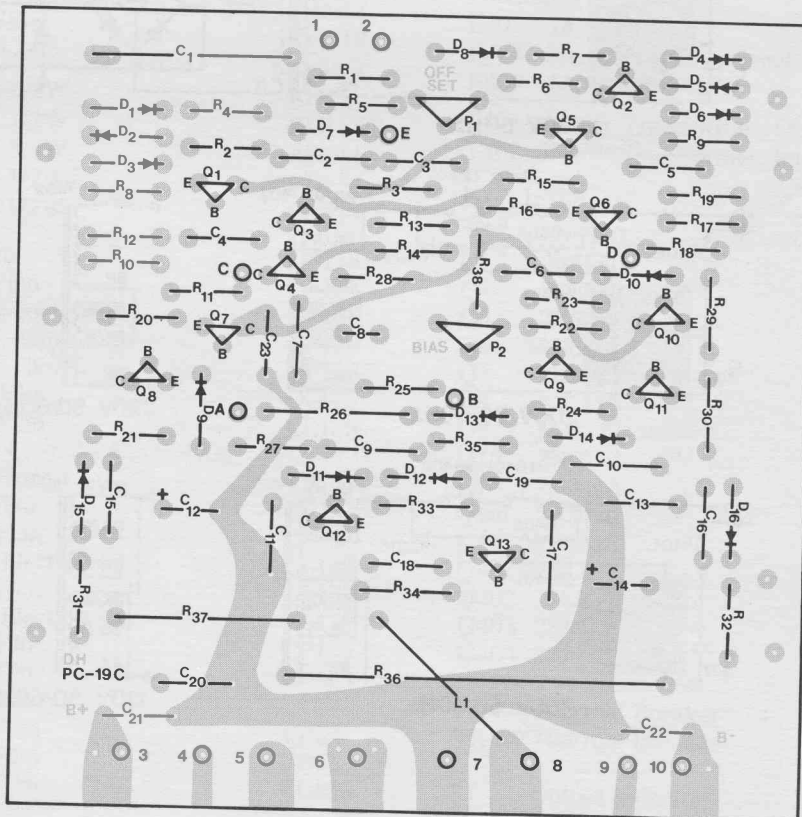 1 2
C1 D8 R7 D4
R1 OFF SET B D5
R6 C Q2 E
D1 R4 R5 P1 D6
D7 E Q5
D2 R2 E C R9
D3 C2 C3 B C5
R8 E Q1 C R3 R15 R19
B B R16 Q6
C Q3 E R13 E C R17
R12 C4 B R14 B D R18
R10 C C Q4 E R28 R38 C6 D10
R11 R23 B R29
R20 E Q7 C C23 C7 C8 P2 R22 C Q10 E
B BIAS B
B C Q9 E B
C Q8 E D9 R25 C Q11 E
A R26 B D13 R24 R30
R21 R27 C9 R35 D14
D11 D12 C19 C10
D15 C15 + C12 B R33 C13 C16 D16
C11 C Q12 E
E Q13 C C17
C18 B + C14
R31 R34 R32
R37
DH
PC-19C C20 R36
B+ C21 L1 C22 B-
3 4 5 6 7 8 9 10